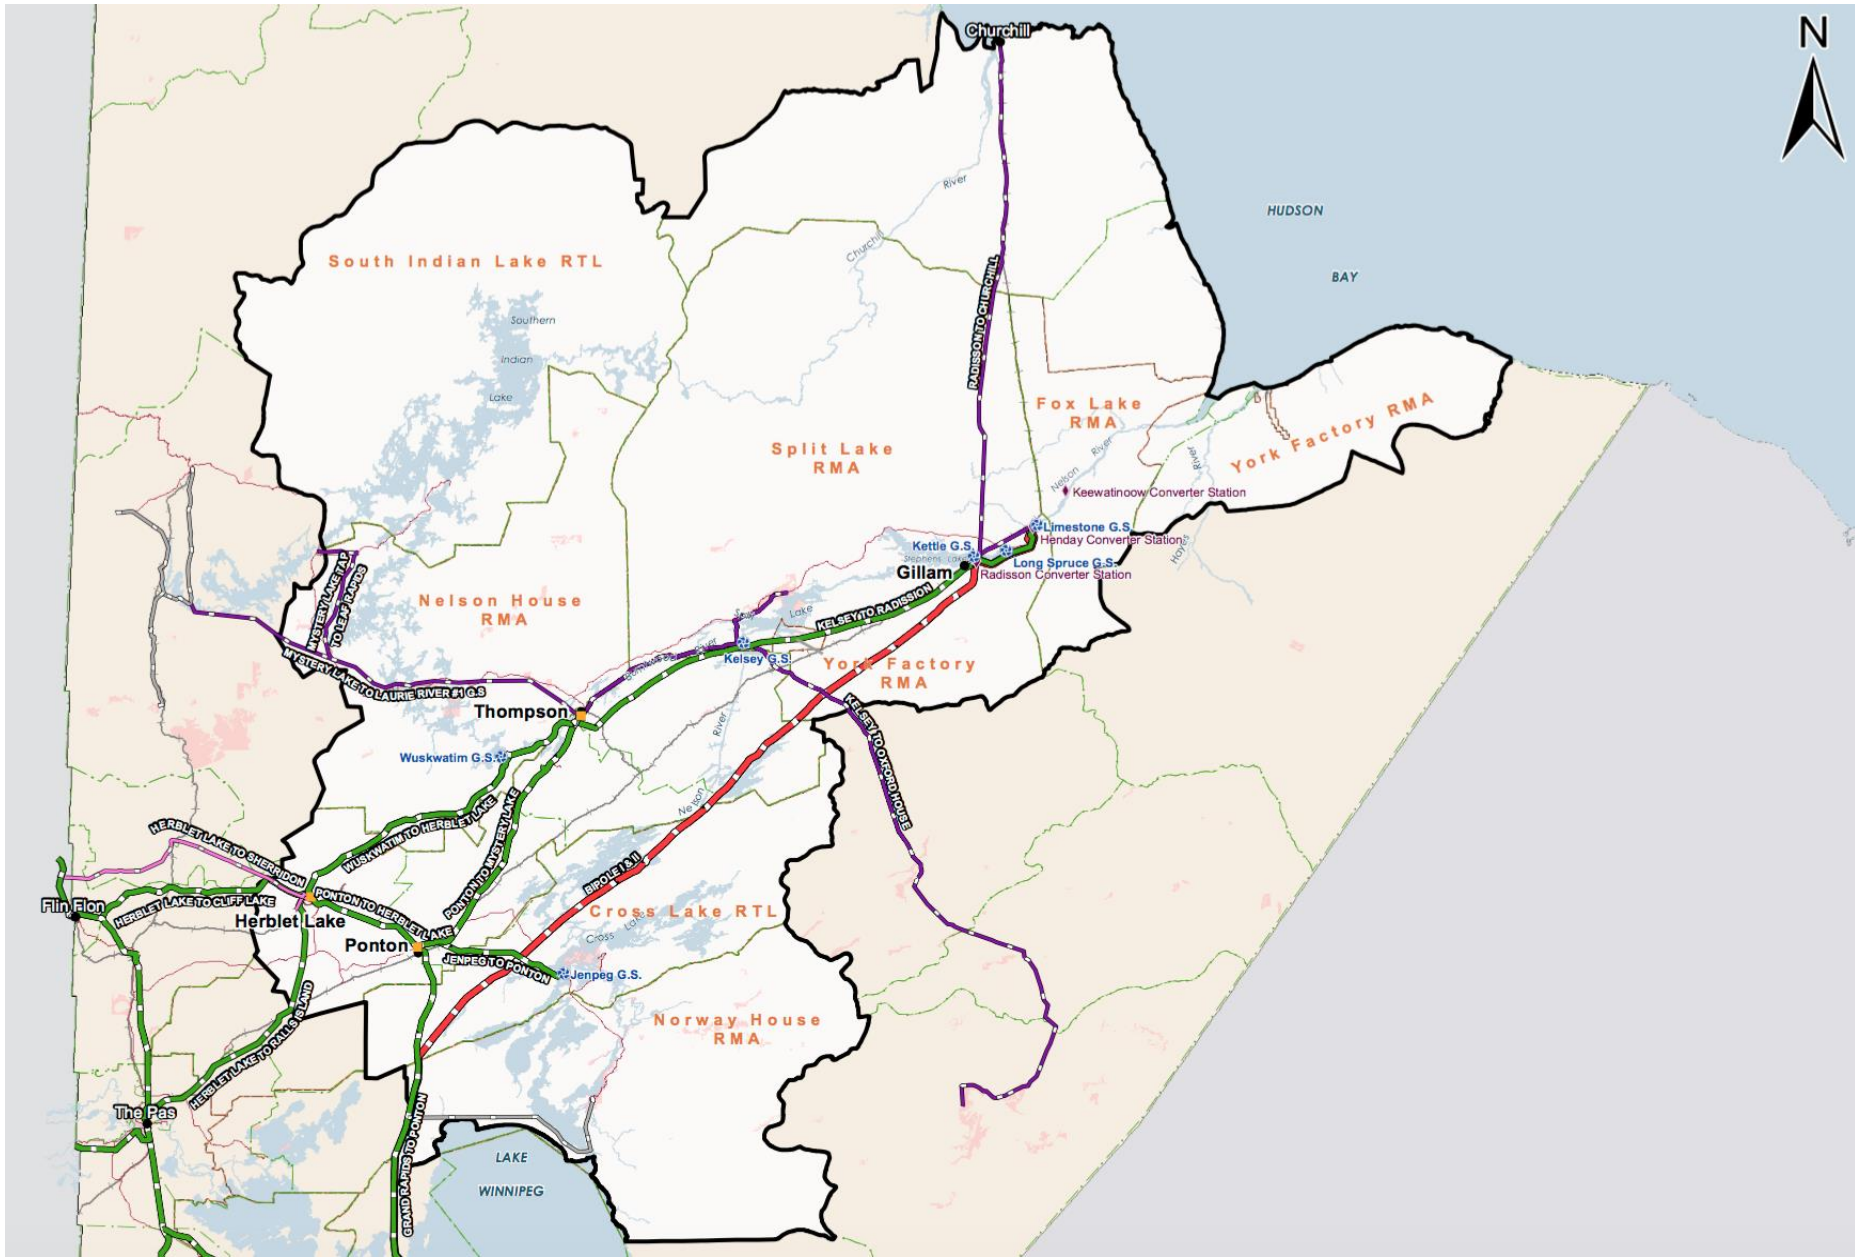 Churchill
N
River
HUDSON
BAY
Churchill
South Indian Lake RTL
Southern
Indian
Lake
RADISSON TO CHURCHILL
Fox Lake
RMA
York Factory RMA
Split Lake
RMA
River
Nelson
River
Keewatinoow Converter Station
Limestone G.S.
Henday Converter Station
Hayes
Kettle G.S.
Stephens Lake
Long Spruce G.S.
Gillam
Radisson Converter Station
MYSTERY LAKE TAP
TO LEAF RAPIDS
Nelson House
RMA
Lake
KELSEY TO RADISSION
River
Kelsey G.S.
York Factory
RMA
MYSTERY LAKE TO LAURIE RIVER #1 G.S
Thompson
River
KELSEY TO OXFORD HOUSE
Wuskwatim G.S.
Nelson
WUSKWATIM TO HERBLET LAKE
PONTON TO MYSTERY LAKE
HERBLET LAKE TO SHERRIDON
BIPOLE I & II
Flin Flon
HERBLET LAKE TO CLIFF LAKE
PONTON TO HERBLET LAKE
Herblet Lake
Cross Lake RTL
Cross Lake
Ponton
JENPEG TO PONTON
Jenpeg G.S.
HERBLET LAKE TO RALLS ISLAND
Norway House
RMA
The Pas
GRAND RAPIDS TO PONTON
LAKE
WINNIPEG